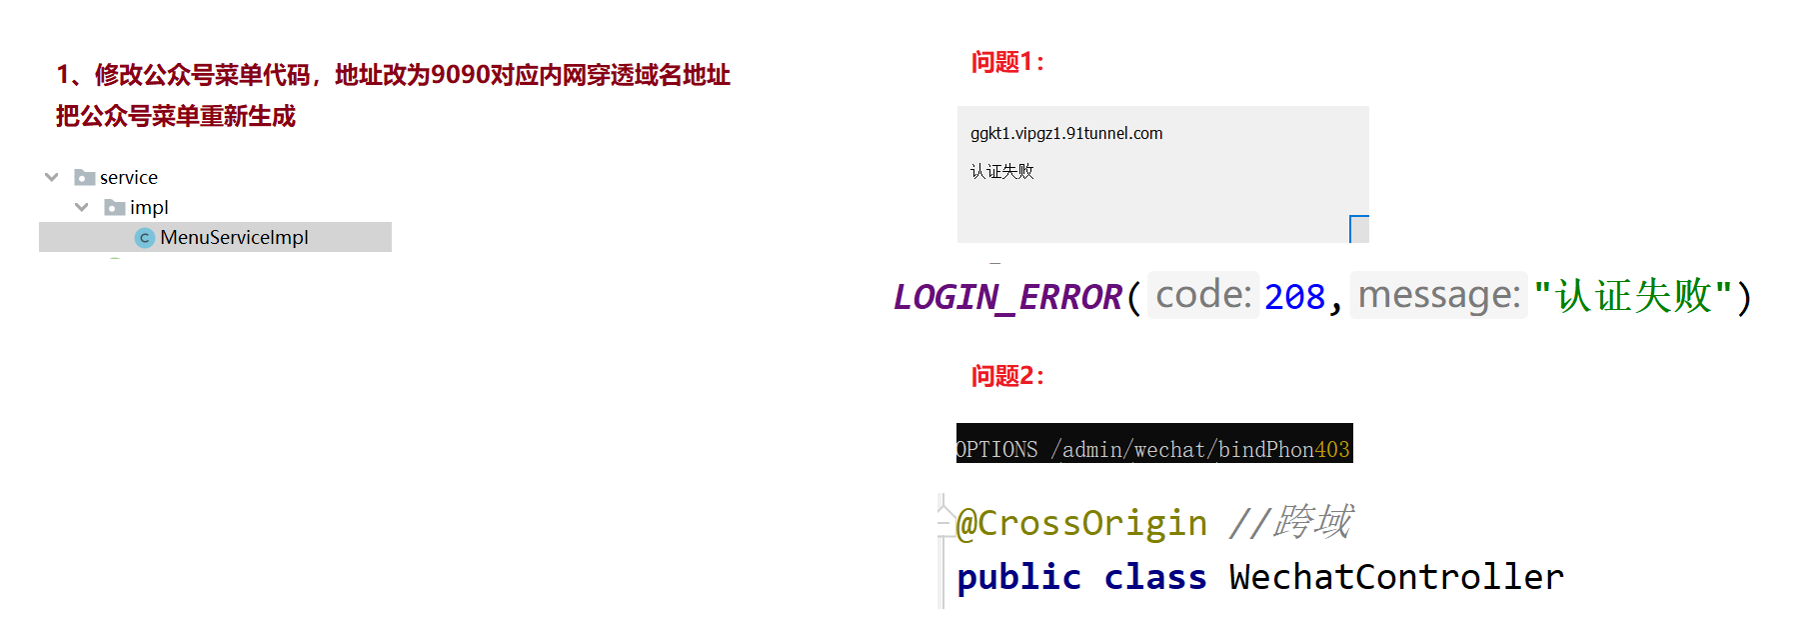 1、修改公众号菜单代码，地址改为9090对应内网穿透域名地址
把公众号菜单重新生成
service
impl
C MenuServiceImpl
问题1：
ggkt1.vipgz1.91tunnel.com
认证失败
LOGIN_ERROR( code: 208, message: "认证失败")
问题2：
OPTIONS /admin/wechat/bindPhon403
@CrossOrigin //跨域
public class WechatController